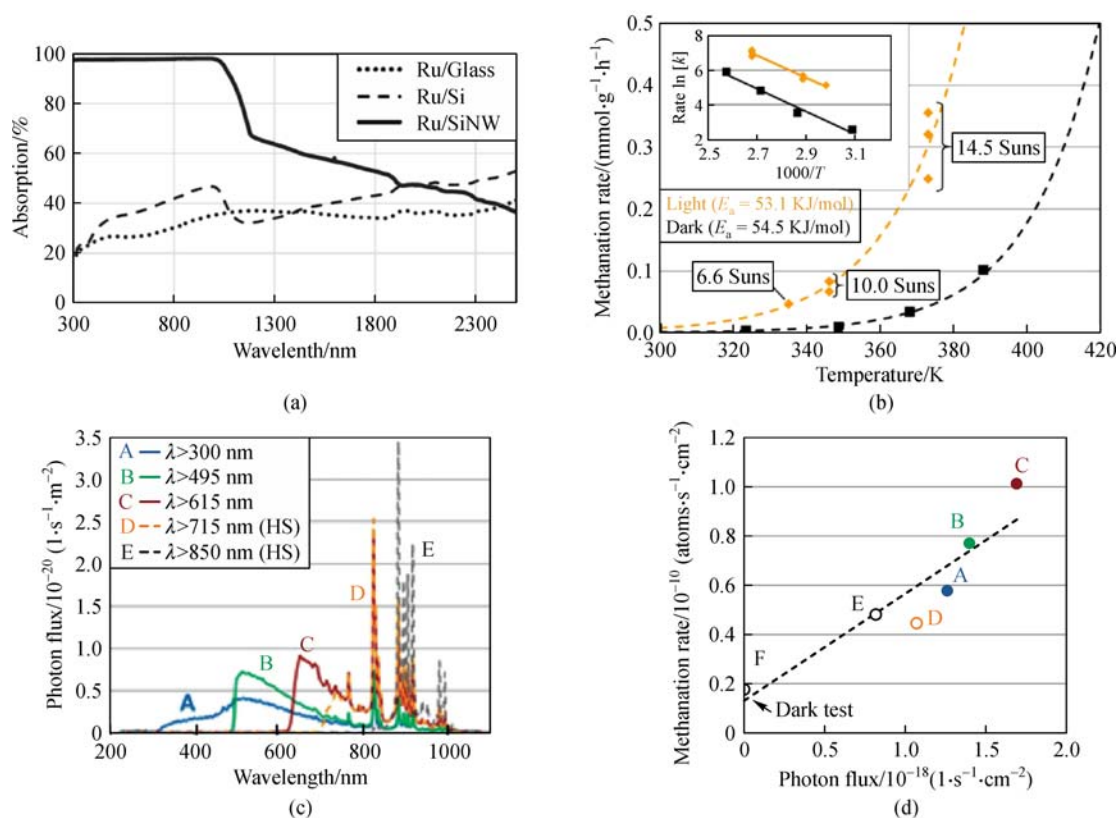 100
80
60
40
20
0
Absorption/%
Ru/Glass
Ru/Si
Ru/SiNW
300
800
1300
1800
2300
Wavelenth/nm
(a)
0.5
0.4
0.3
0.2
0.1
0.0
Methanation rate/(mmol·g⁻¹·h⁻¹)
8
6
4
2
Rate ln [k]
2.5
2.7
2.9
3.1
1000/T
14.5 Suns
Light (Eₐ = 53.1 KJ/mol)
Dark (Eₐ = 54.5 KJ/mol)
6.6 Suns
10.0 Suns
300
320
340
360
380
400
420
Temperature/K
(b)
3.5
3.0
2.5
2.0
1.5
1.0
0.5
0
Photon flux/10⁻²⁰ (1·s⁻¹·m⁻²)
A λ>300 nm
B λ>495 nm
C λ>615 nm
D λ>715 nm (HS)
E λ>850 nm (HS)
A
B
C
D
E
200
400
600
800
1000
Wavelength/nm
(c)
1.2
1.0
0.8
0.6
0.4
0.2
0
Methanation rate/10⁻¹⁰ (atoms·s⁻¹·cm⁻²)
C
B
A
E
D
F
Dark test
0
0.5
1.0
1.5
2.0
Photon flux/10⁻¹⁸(1·s⁻¹·cm⁻²)
(d)